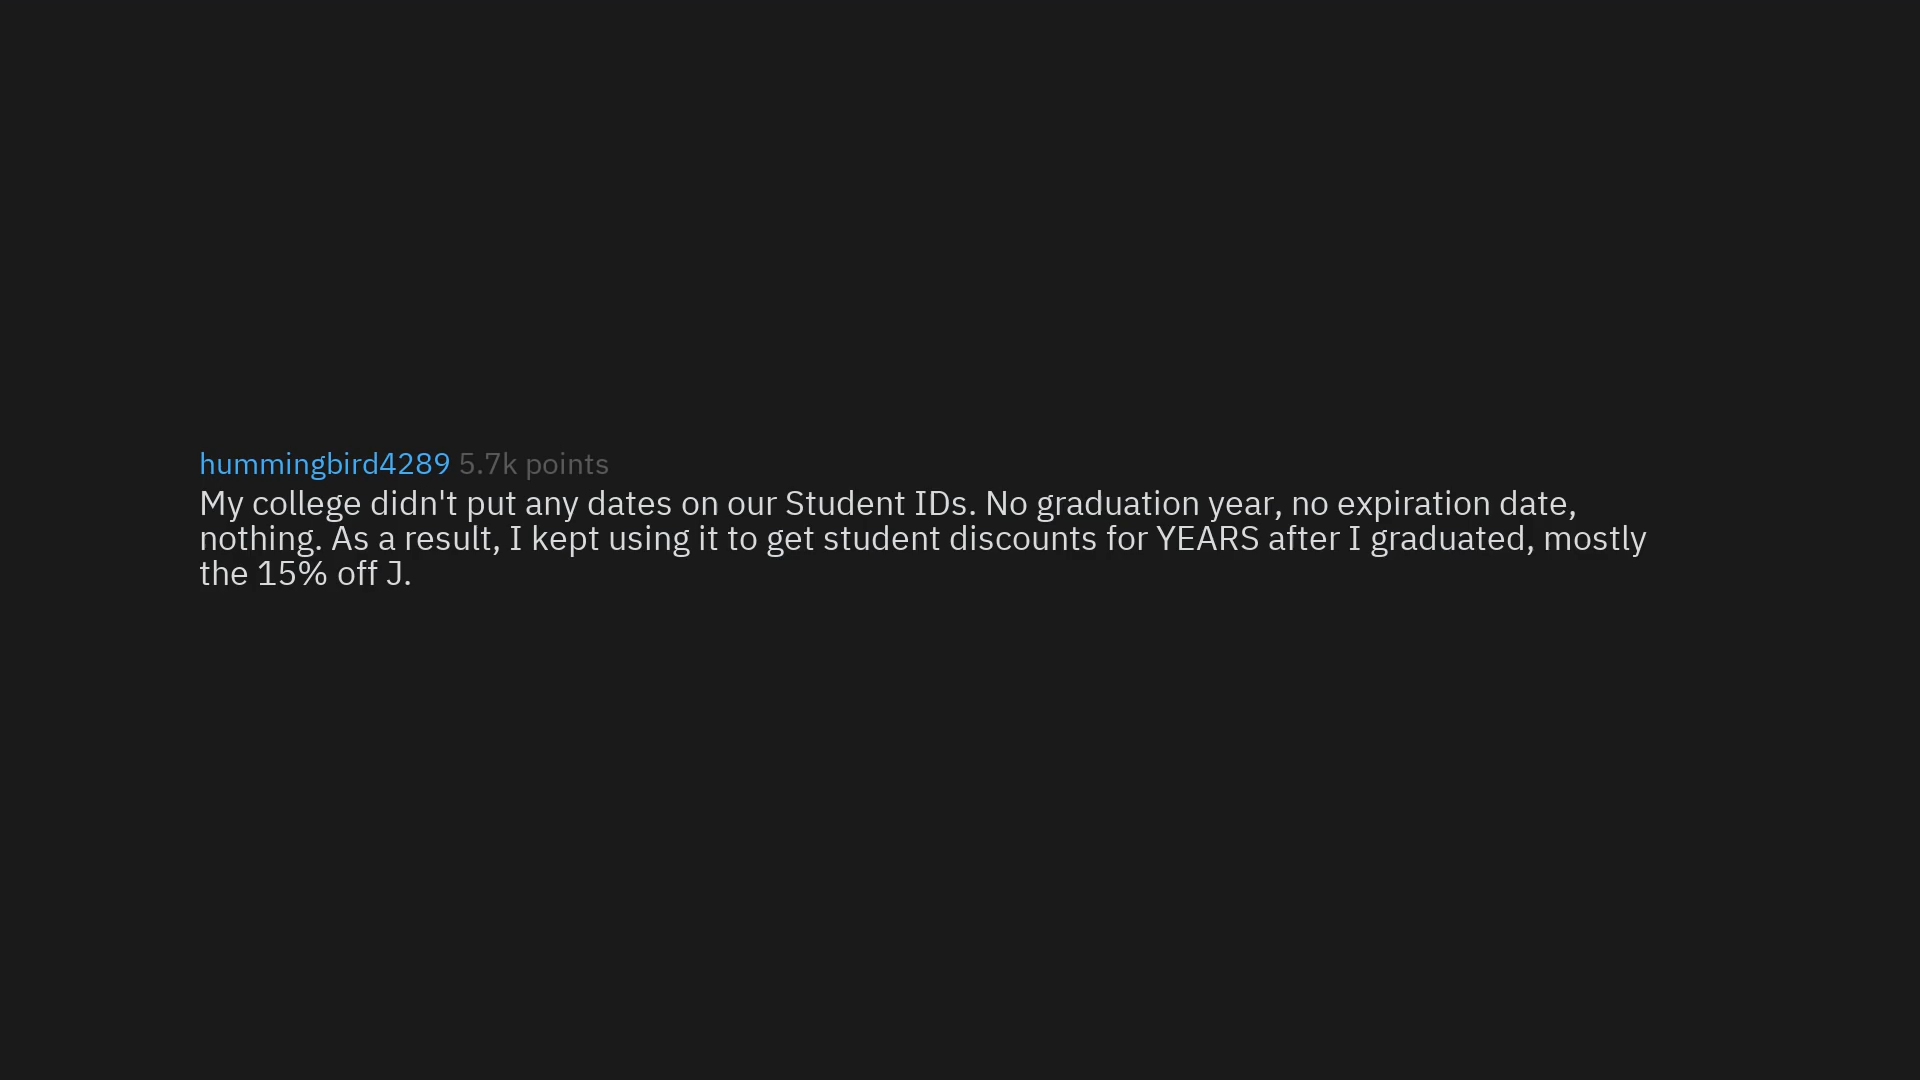 hummingbird4289 5.7k points
My college didn't put any dates on our Student IDs. No graduation year, no expiration date,
nothing. As a result, I kept using it to get student discounts for YEARS after I graduated, mostly
the 15% off J.